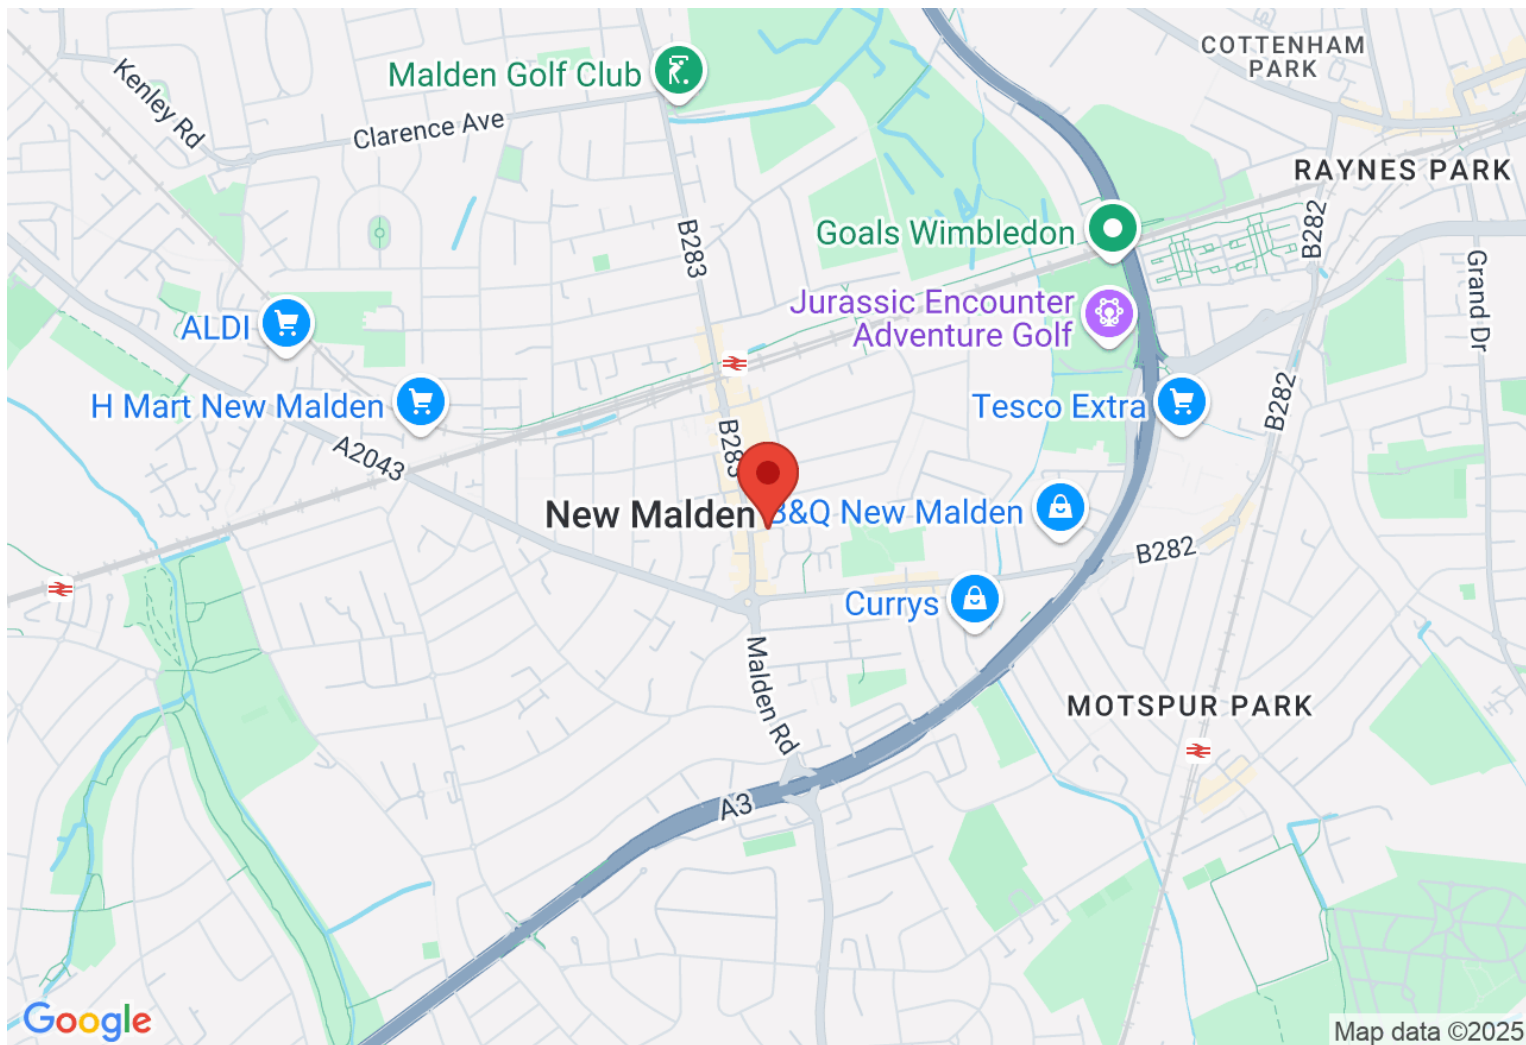 COTTENHAM
PARK
Malden Golf Club
Kenley Rd
Clarence Ave
RAYNES PARK
B283
Goals Wimbledon
B282
Grand Dr
Jurassic Encounter
Adventure Golf
ALDI
H Mart New Malden
Tesco Extra
B282
A2043
B283
New Malden
B&Q New Malden
B282
Currys
Malden Rd
MOTSPUR PARK
A3
Google
Map data ©2025